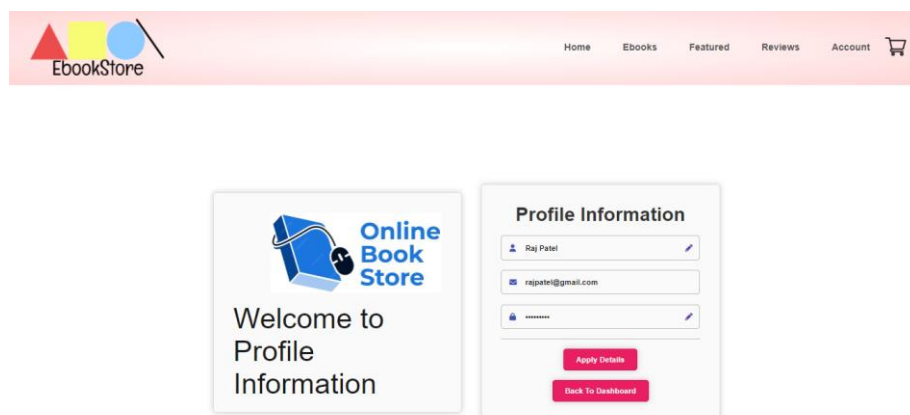 EbookStore
Home Ebooks Featured Reviews Account
Online
Book
Store
Welcome to
Profile
Information
Profile Information
Raj Patel
rajpatel@gmail.com
•••••••••
Apply Details
Back To Dashboard